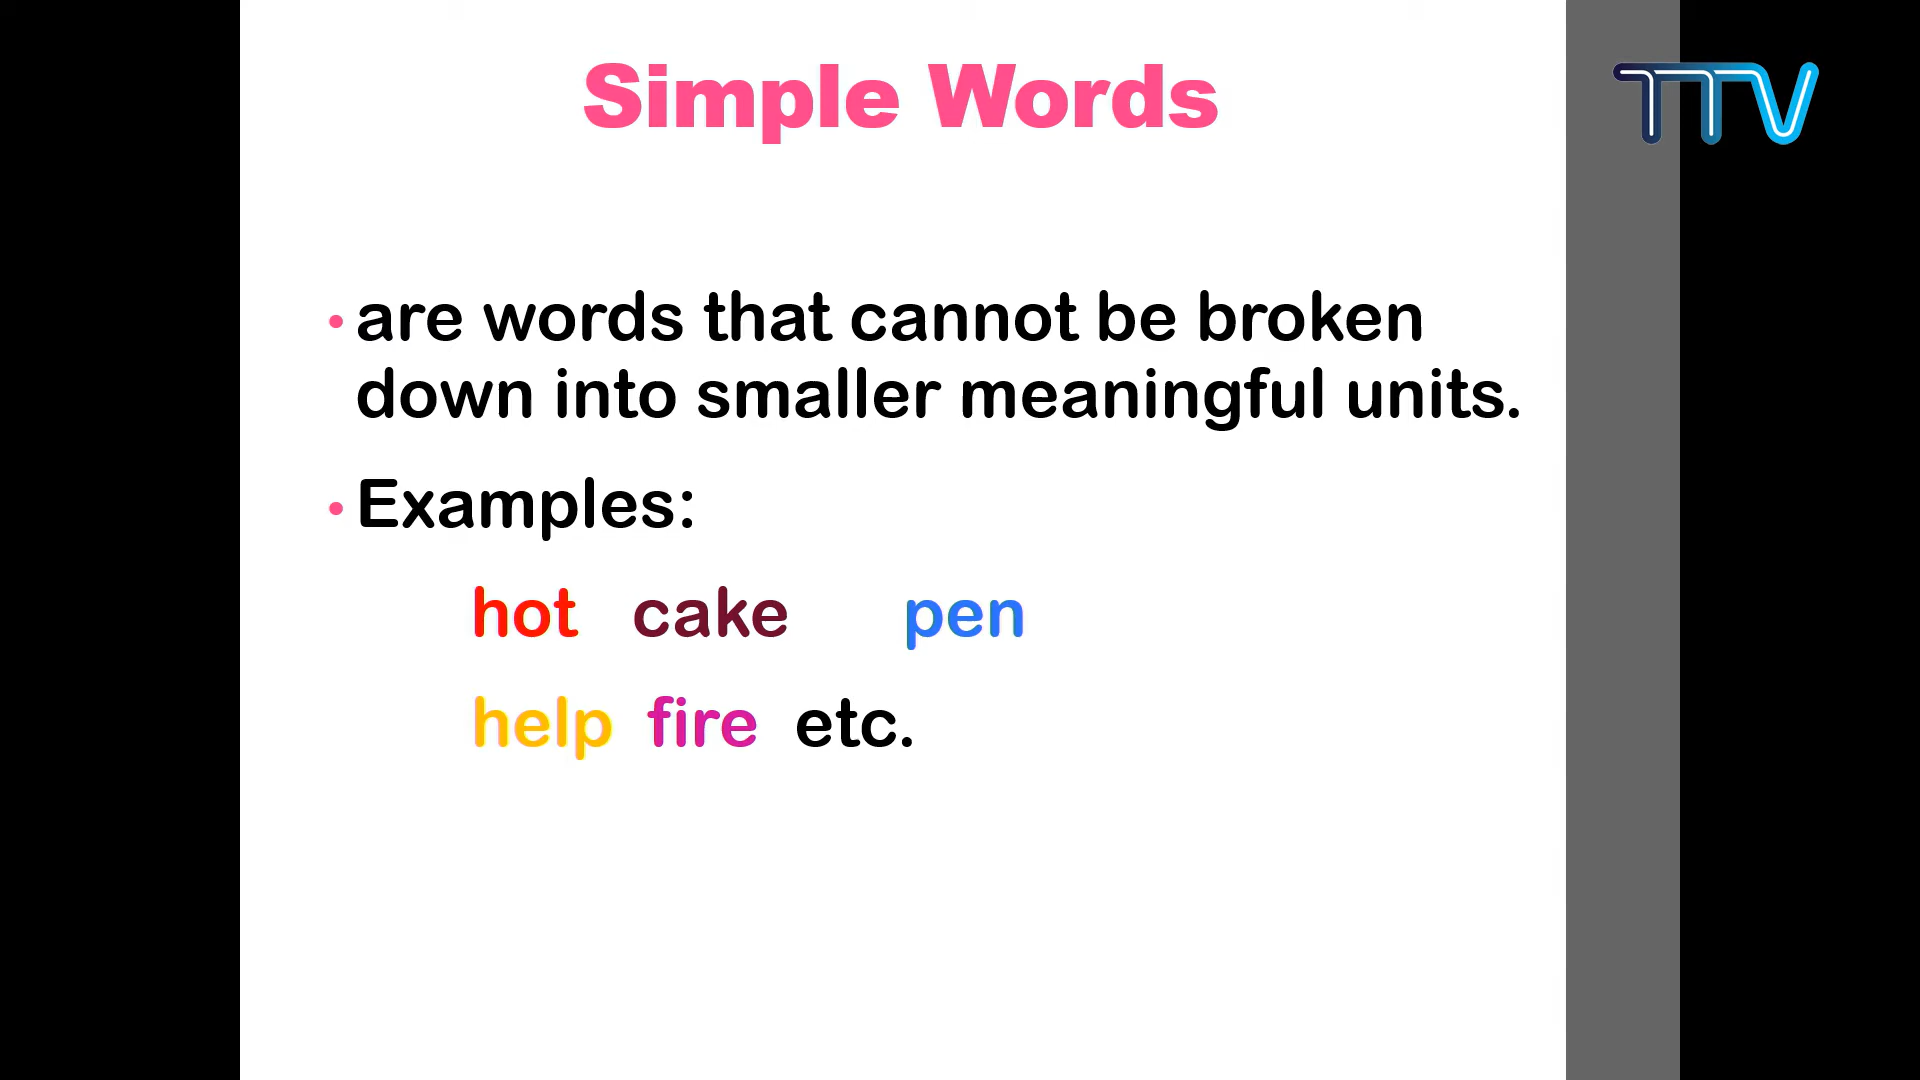 Simple Words
TTV
• are words that cannot be broken
down into smaller meaningful units.
• Examples:
hot cake pen
help fire etc.